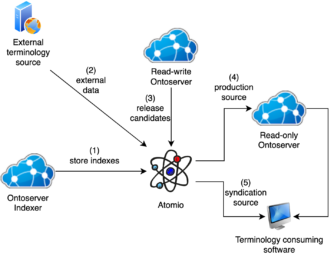 External
terminology
source
(2)
external
data
Read-write
Ontoserver
(3)
release
candidates
(4)
production
source
Read-only
Ontoserver
(1)
store indexes
Ontoserver
Indexer
Atomio
(5)
syndication
source
Terminology consuming
software